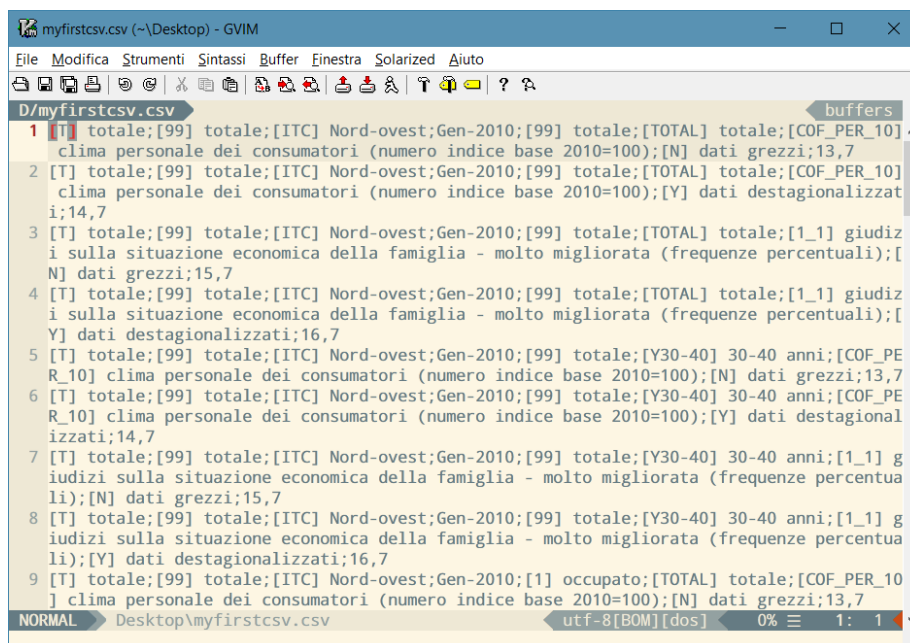 myfirstcsv.csv (~\Desktop) - GVIM
File Modifica Strumenti Sintassi Buffer Finestra Solarized Aiuto
D/myfirstcsv.csv buffers
1 [T] totale;[99] totale;[ITC] Nord-ovest;Gen-2010;[99] totale;[TOTAL] totale;[COF_PER_10]
clima personale dei consumatori (numero indice base 2010=100);[N] dati grezzi;13,7
2 [T] totale;[99] totale;[ITC] Nord-ovest;Gen-2010;[99] totale;[TOTAL] totale;[COF_PER_10]
clima personale dei consumatori (numero indice base 2010=100);[Y] dati destagionalizzat
i;14,7
3 [T] totale;[99] totale;[ITC] Nord-ovest;Gen-2010;[99] totale;[TOTAL] totale;[1_1] giudiz
i sulla situazione economica della famiglia - molto migliorata (frequenze percentuali);[
N] dati grezzi;15,7
4 [T] totale;[99] totale;[ITC] Nord-ovest;Gen-2010;[99] totale;[TOTAL] totale;[1_1] giudiz
i sulla situazione economica della famiglia - molto migliorata (frequenze percentuali);[
Y] dati destagionalizzati;16,7
5 [T] totale;[99] totale;[ITC] Nord-ovest;Gen-2010;[99] totale;[Y30-40] 30-40 anni;[COF_PE
R_10] clima personale dei consumatori (numero indice base 2010=100);[N] dati grezzi;13,7
6 [T] totale;[99] totale;[ITC] Nord-ovest;Gen-2010;[99] totale;[Y30-40] 30-40 anni;[COF_PE
R_10] clima personale dei consumatori (numero indice base 2010=100);[Y] dati destagional
izzati;14,7
7 [T] totale;[99] totale;[ITC] Nord-ovest;Gen-2010;[99] totale;[Y30-40] 30-40 anni;[1_1] g
iudizi sulla situazione economica della famiglia - molto migliorata (frequenze percentua
li);[N] dati grezzi;15,7
8 [T] totale;[99] totale;[ITC] Nord-ovest;Gen-2010;[99] totale;[Y30-40] 30-40 anni;[1_1] g
iudizi sulla situazione economica della famiglia - molto migliorata (frequenze percentua
li);[Y] dati destagionalizzati;16,7
9 [T] totale;[99] totale;[ITC] Nord-ovest;Gen-2010;[1] occupato;[TOTAL] totale;[COF_PER_10
] clima personale dei consumatori (numero indice base 2010=100);[N] dati grezzi;13,7
NORMAL Desktop\myfirstcsv.csv utf-8[BOM][dos] 0% ☰ 1: 1